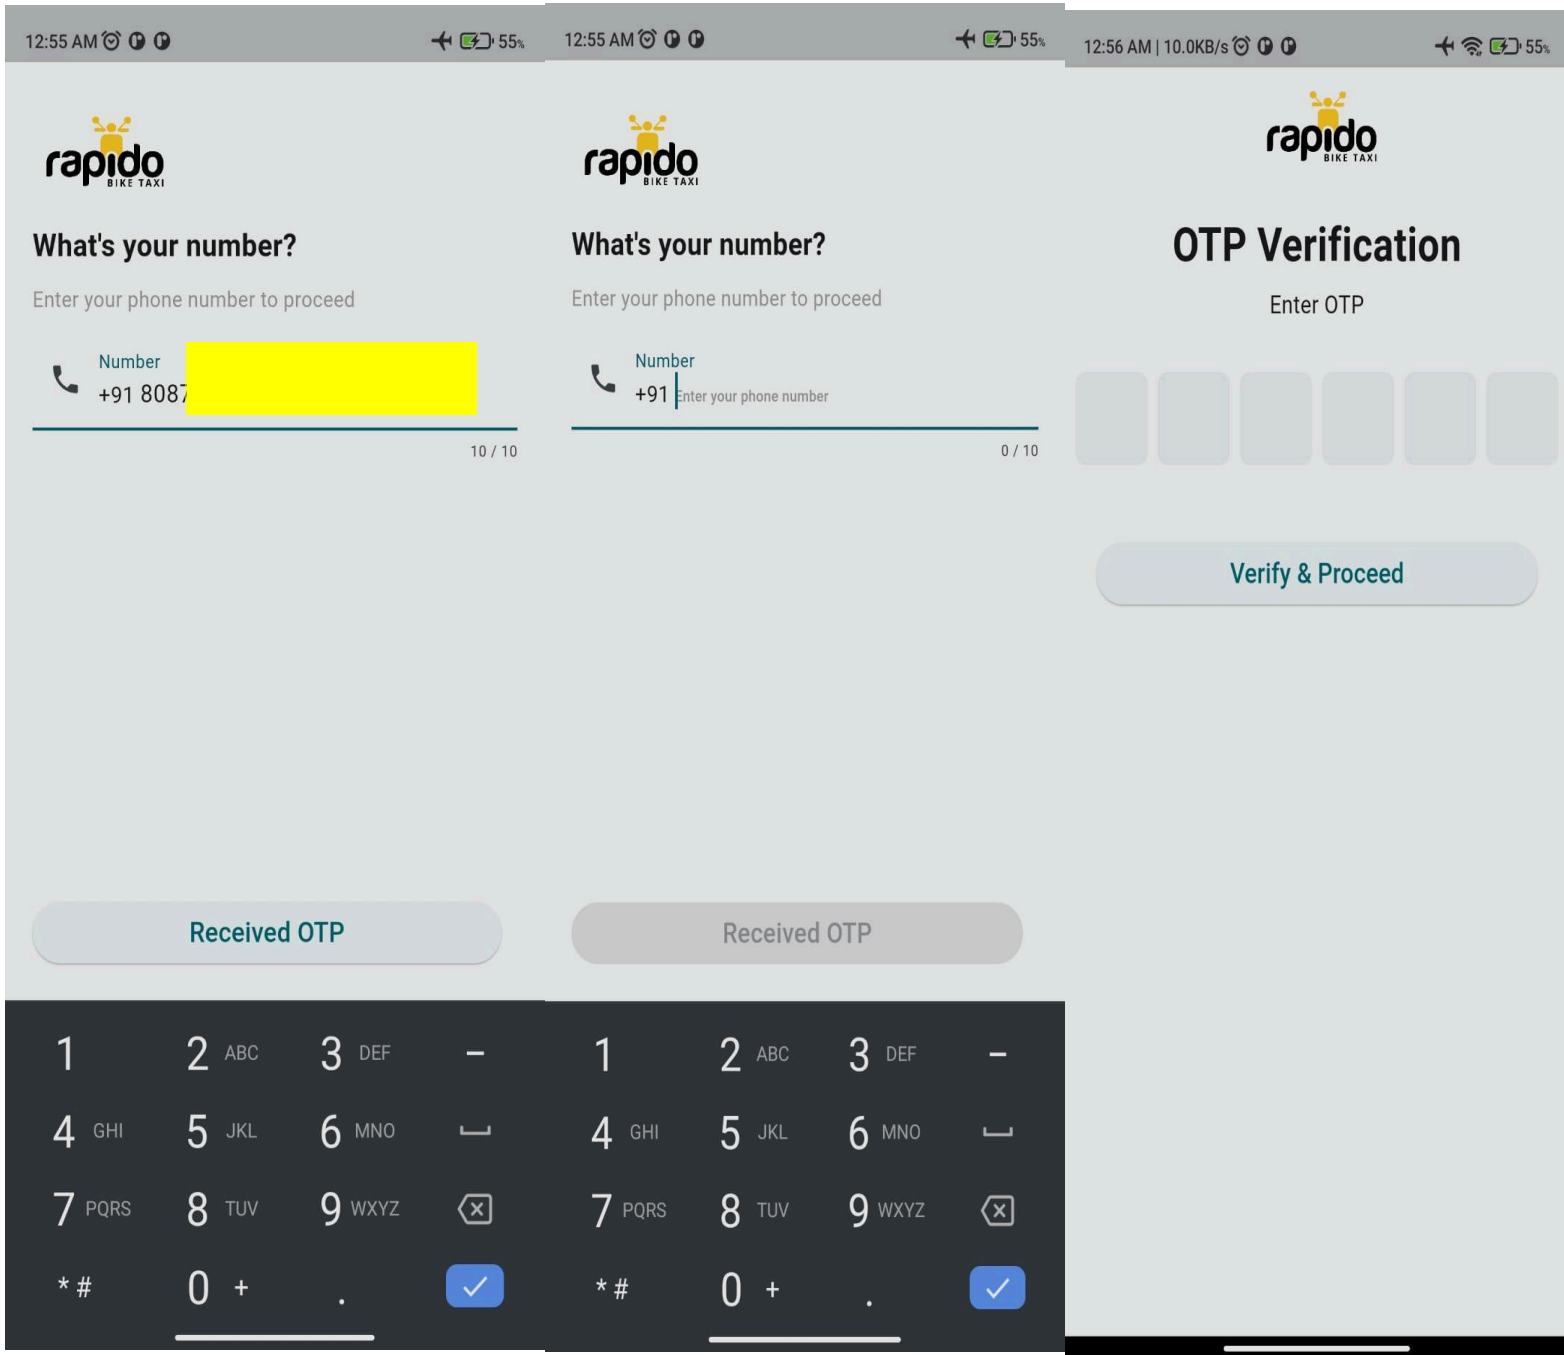 12:55 AM 55%
rapido
BIKE TAXI
What's your number?
Enter your phone number to proceed
Number
+91 8087
10 / 10
Received OTP
1 2 ABC 3 DEF -
4 GHI 5 JKL 6 MNO
7 PQRS 8 TUV 9 WXYZ
* # 0 + .
12:55 AM 55%
rapido
BIKE TAXI
What's your number?
Enter your phone number to proceed
Number
+91 Enter your phone number
0 / 10
Received OTP
1 2 ABC 3 DEF -
4 GHI 5 JKL 6 MNO
7 PQRS 8 TUV 9 WXYZ
* # 0 + .
12:56 AM | 10.0KB/s 55%
rapido
BIKE TAXI
OTP Verification
Enter OTP
Verify & Proceed